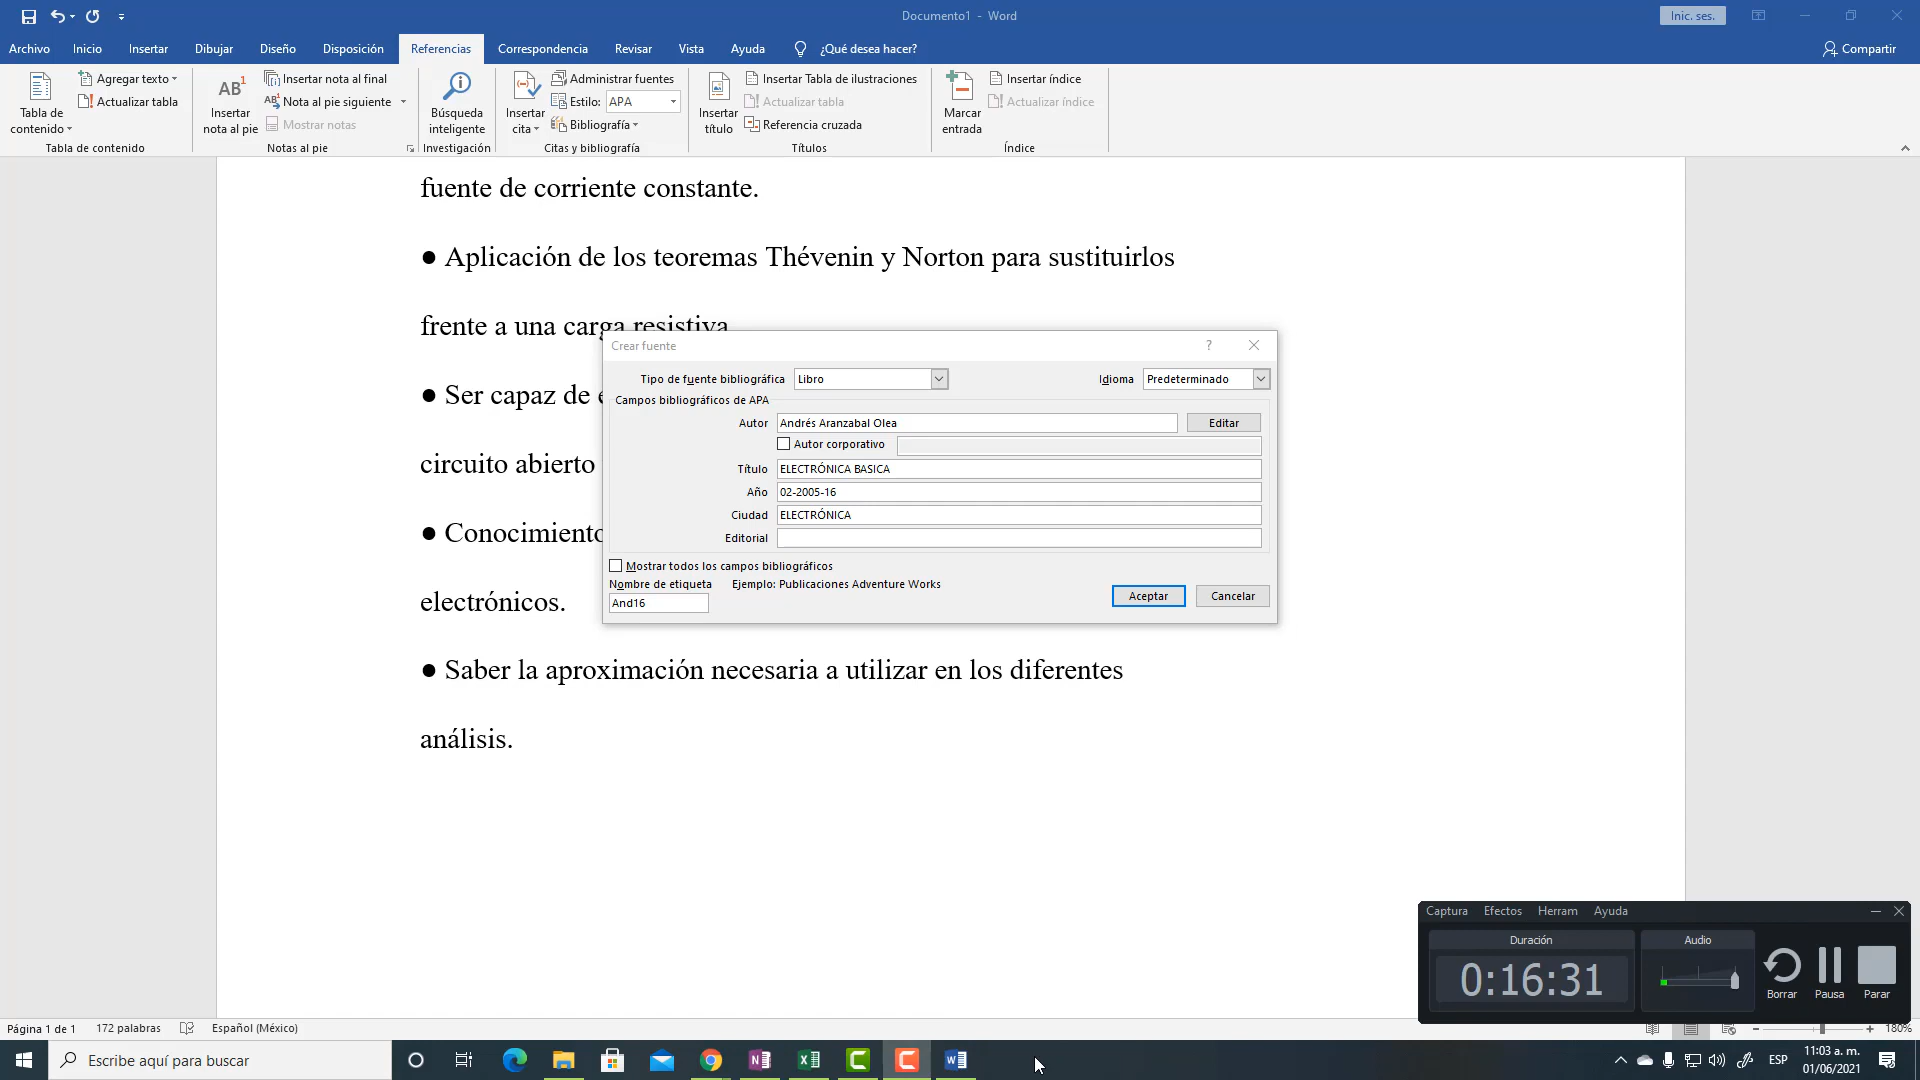 Documento1 - Word
Inic. ses.
Archivo Inicio Insertar Dibujar Diseño Disposición Referencias Correspondencia Revisar Vista Ayuda ¿Qué desea hacer? Compartir
Tabla de contenido
Agregar texto
Actualizar tabla
Tabla de contenido
AB1
Insertar nota al pie
Insertar nota al final
Nota al pie siguiente
Mostrar notas
Notas al pie
Búsqueda inteligente
Investigación
Insertar cita
Administrar fuentes
Estilo: APA
Bibliografía
Citas y bibliografía
Insertar título
Insertar Tabla de ilustraciones
Actualizar tabla
Referencia cruzada
Títulos
Marcar entrada
Insertar índice
Actualizar índice
Índice
fuente de corriente constante.
● Aplicación de los teoremas Thévenin y Norton para sustituirlos
frente a una carga resistiva
● Ser capaz de
circuito abierto
● Conocimiento
electrónicos.
● Saber la aproximación necesaria a utilizar en los diferentes
análisis.
Crear fuente
?
Tipo de fuente bibliográfica Libro Idioma Predeterminado
Campos bibliográficos de APA
Autor Andrés Aranzabal Olea Editar
Autor corporativo
Título ELECTRÓNICA BASICA
Año 02-2005-16
Ciudad ELECTRÓNICA
Editorial
Mostrar todos los campos bibliográficos
Nombre de etiqueta Ejemplo: Publicaciones Adventure Works
And16
Aceptar Cancelar
Captura Efectos Herram Ayuda
Duración Audio
0:16:31
Borrar Pausa Parar
Página 1 de 1 172 palabras Español (México) 180%
Escribe aquí para buscar
ESP
11:03 a. m.
01/06/2021